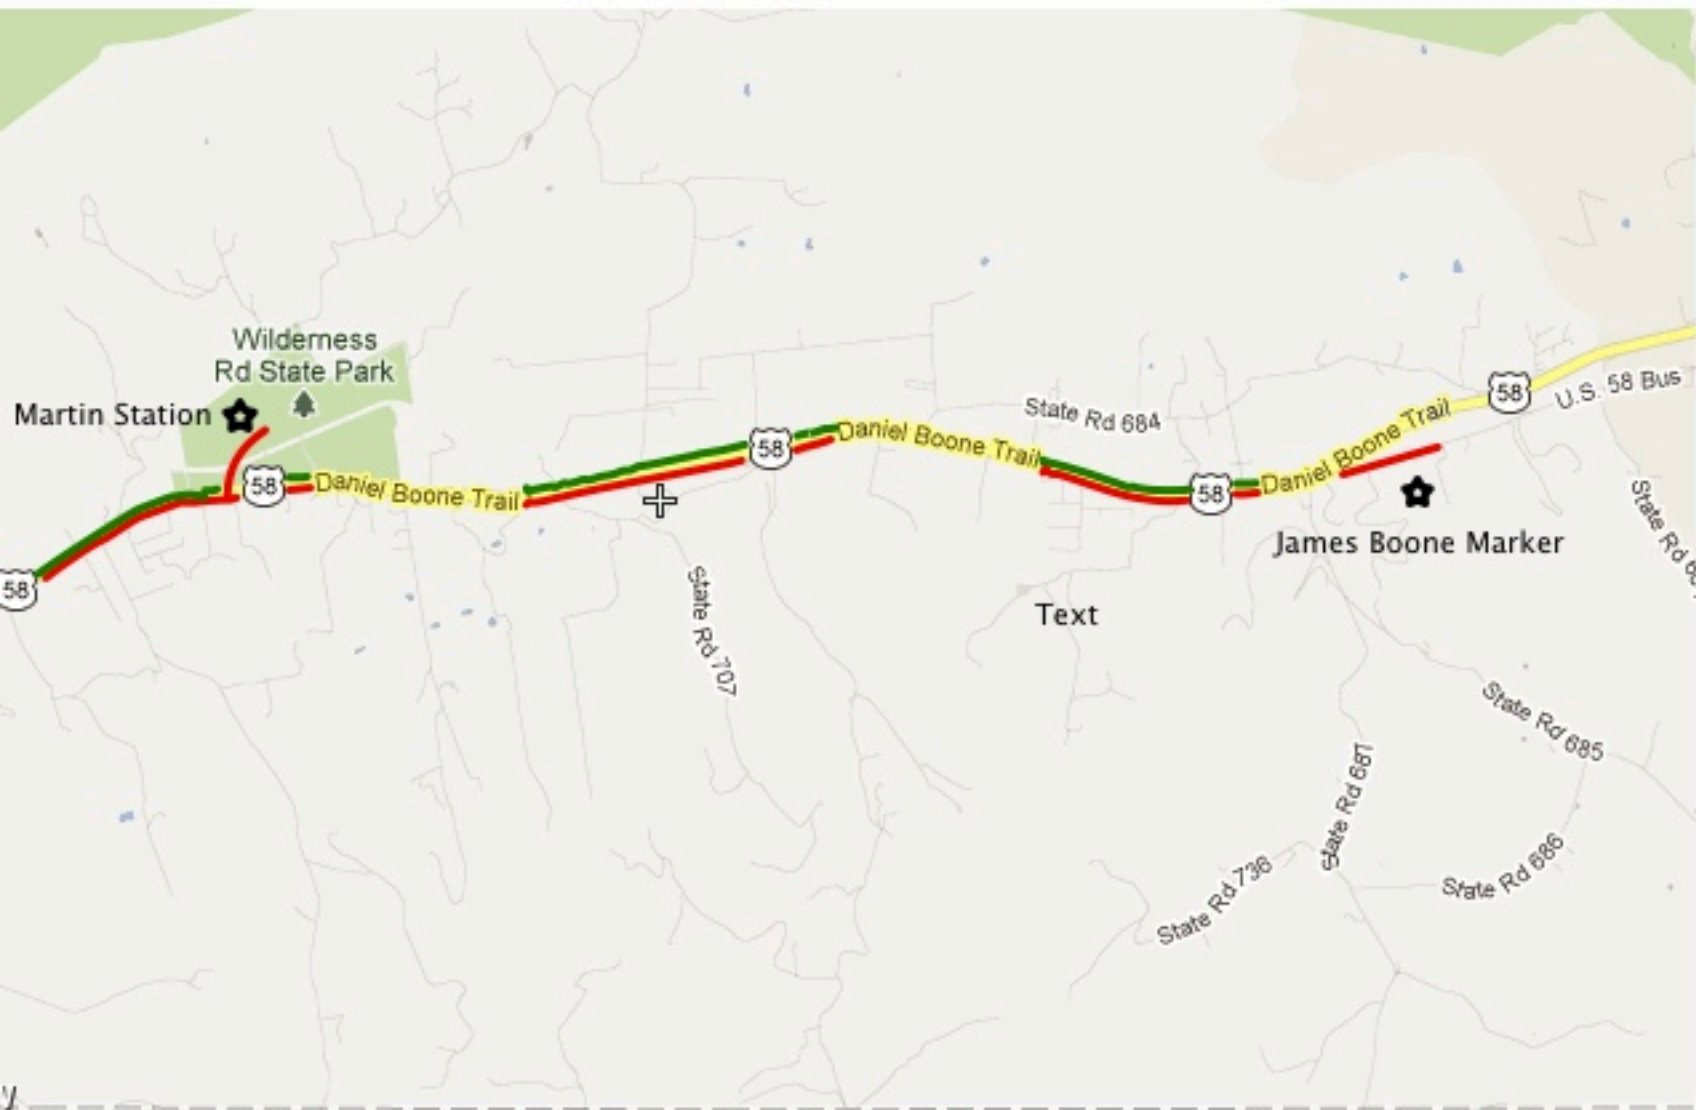 Wilderness
Rd State Park
Martin Station
58
Daniel Boone Trail
58
Daniel Boone Trail
State Rd 684
58
Daniel Boone Trail
58
U.S. 58 Bus
James Boone Marker
58
Text
State Rd 707
State Rd
State Rd 685
State Rd 687
State Rd 686
State Rd 736
y